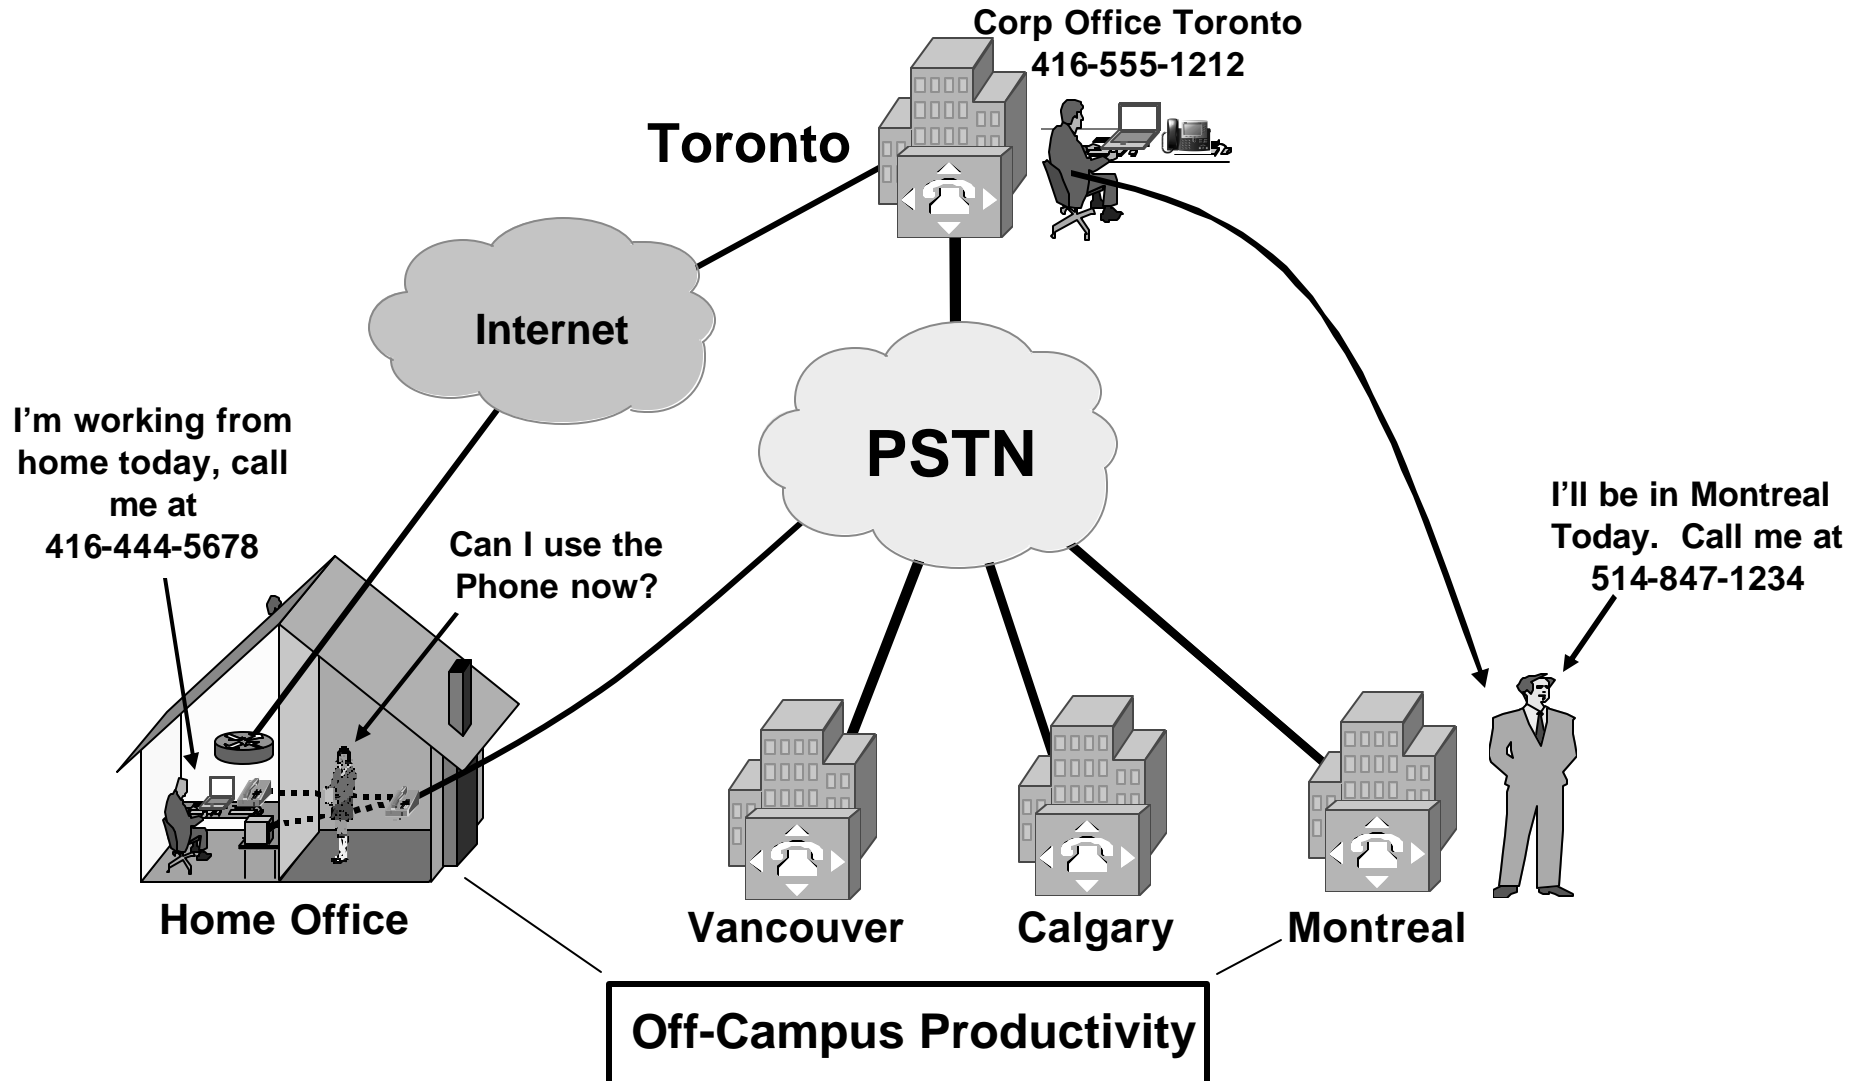 Corp Office Toronto
416-555-1212
Toronto
Internet
PSTN
I'm working from
home today, call
me at
416-444-5678
Can I use the
Phone now?
I'll be in Montreal
Today.  Call me at
514-847-1234
Home Office
Vancouver
Calgary
Montreal
Off-Campus Productivity